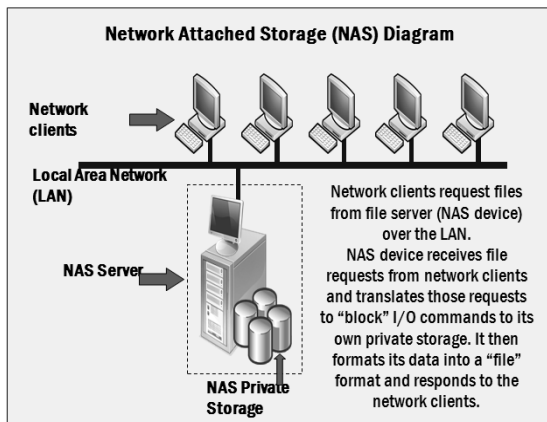 Network Attached Storage (NAS) Diagram
Network
clients
Local Area Network
(LAN)
NAS Server
NAS Private
Storage
Network clients request files
from file server (NAS device)
over the LAN.
NAS device receives file
requests from network clients
and translates those requests
to “block” I/O commands to its
own private storage. It then
formats its data into a “file”
format and responds to the
network clients.